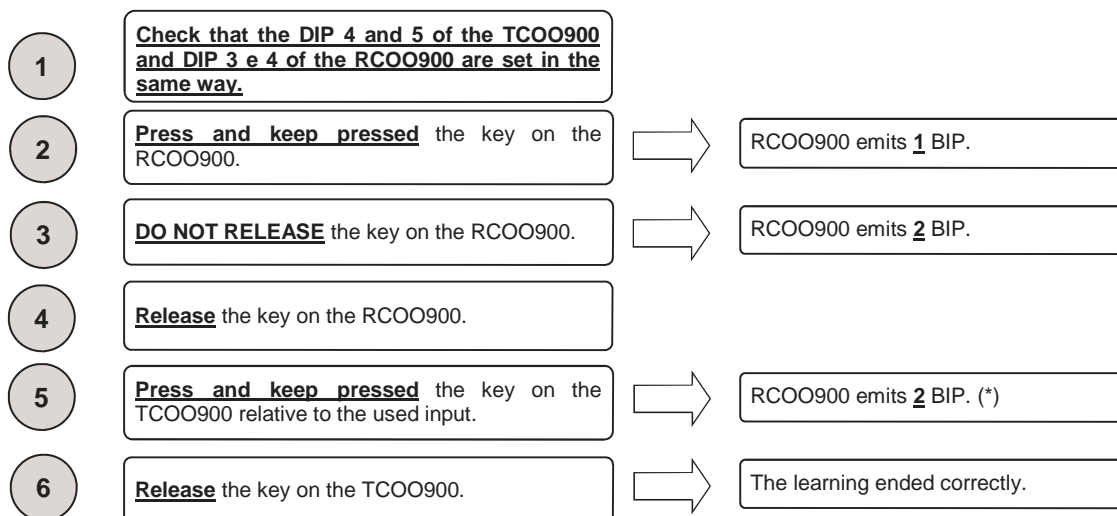 1
Check that the DIP 4 and 5 of the TCOO900
and DIP 3 e 4 of the RCOO900 are set in the
same way.
2
Press and keep pressed the key on the
RCOO900.
RCOO900 emits 1 BIP.
3
DO NOT RELEASE the key on the RCOO900.
RCOO900 emits 2 BIP.
4
Release the key on the RCOO900.
5
Press and keep pressed the key on the
TCOO900 relative to the used input.
RCOO900 emits 2 BIP. (*)
6
Release the key on the TCOO900.
The learning ended correctly.